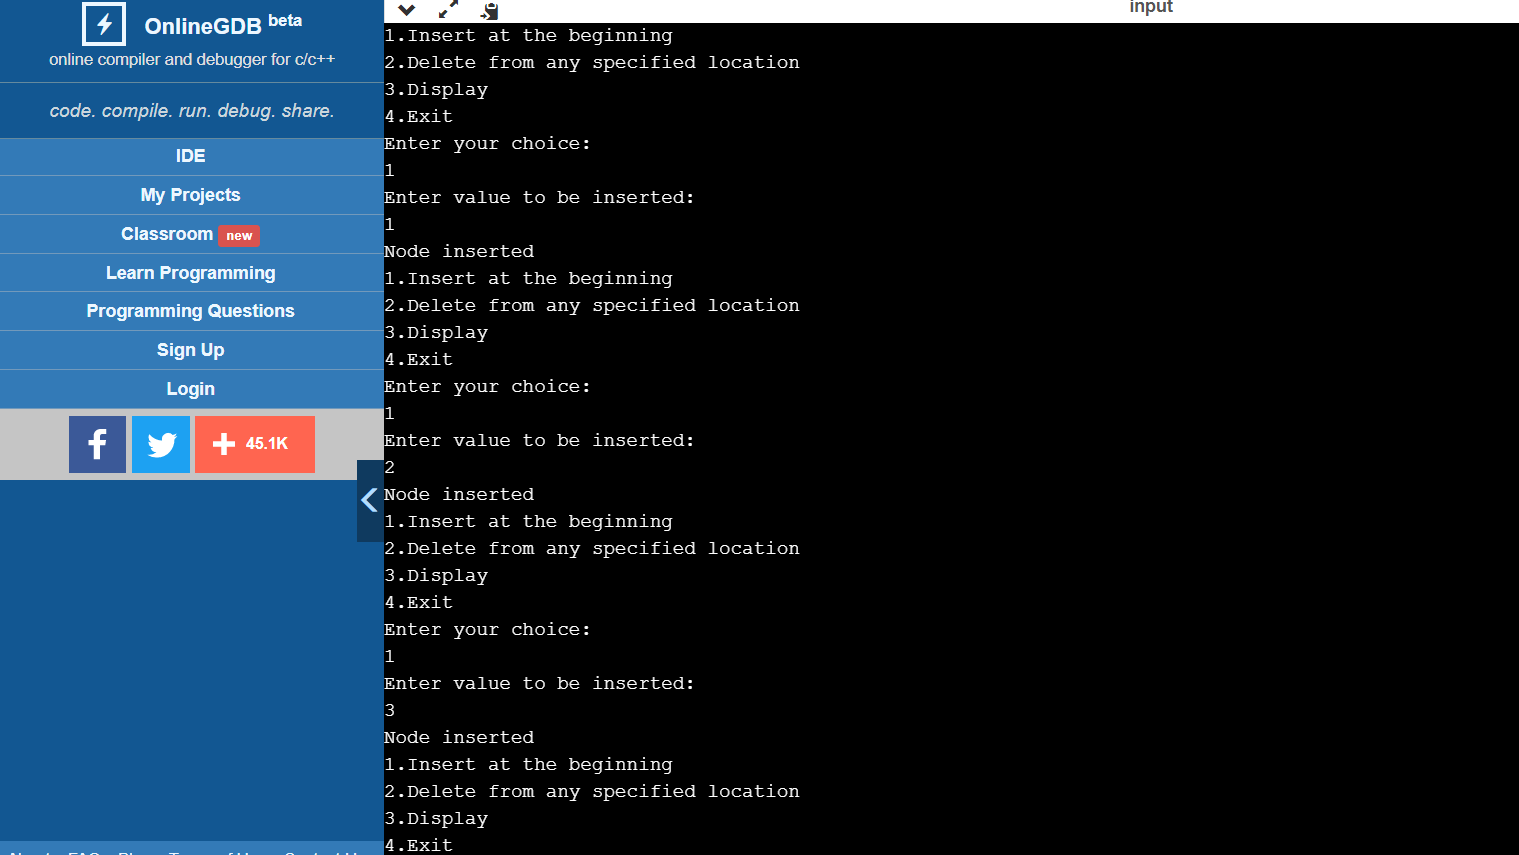 OnlineGDB beta
online compiler and debugger for c/c++
code. compile. run. debug. share.
IDE
My Projects
Classroom new
Learn Programming
Programming Questions
Sign Up
Login
45.1K
input
1.Insert at the beginning
2.Delete from any specified location
3.Display
4.Exit
Enter your choice:
1
Enter value to be inserted:
1
Node inserted
1.Insert at the beginning
2.Delete from any specified location
3.Display
4.Exit
Enter your choice:
1
Enter value to be inserted:
2
Node inserted
1.Insert at the beginning
2.Delete from any specified location
3.Display
4.Exit
Enter your choice:
1
Enter value to be inserted:
3
Node inserted
1.Insert at the beginning
2.Delete from any specified location
3.Display
4.Exit